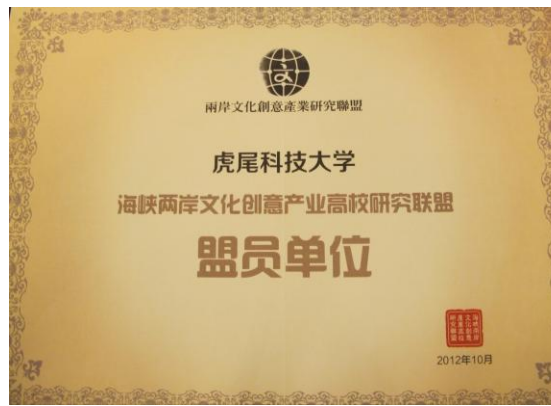 兩岸文化創意產業研究聯盟
虎尾科技大学
海峡两岸文化创意产业高校研究联盟
盟员单位
2012年10月